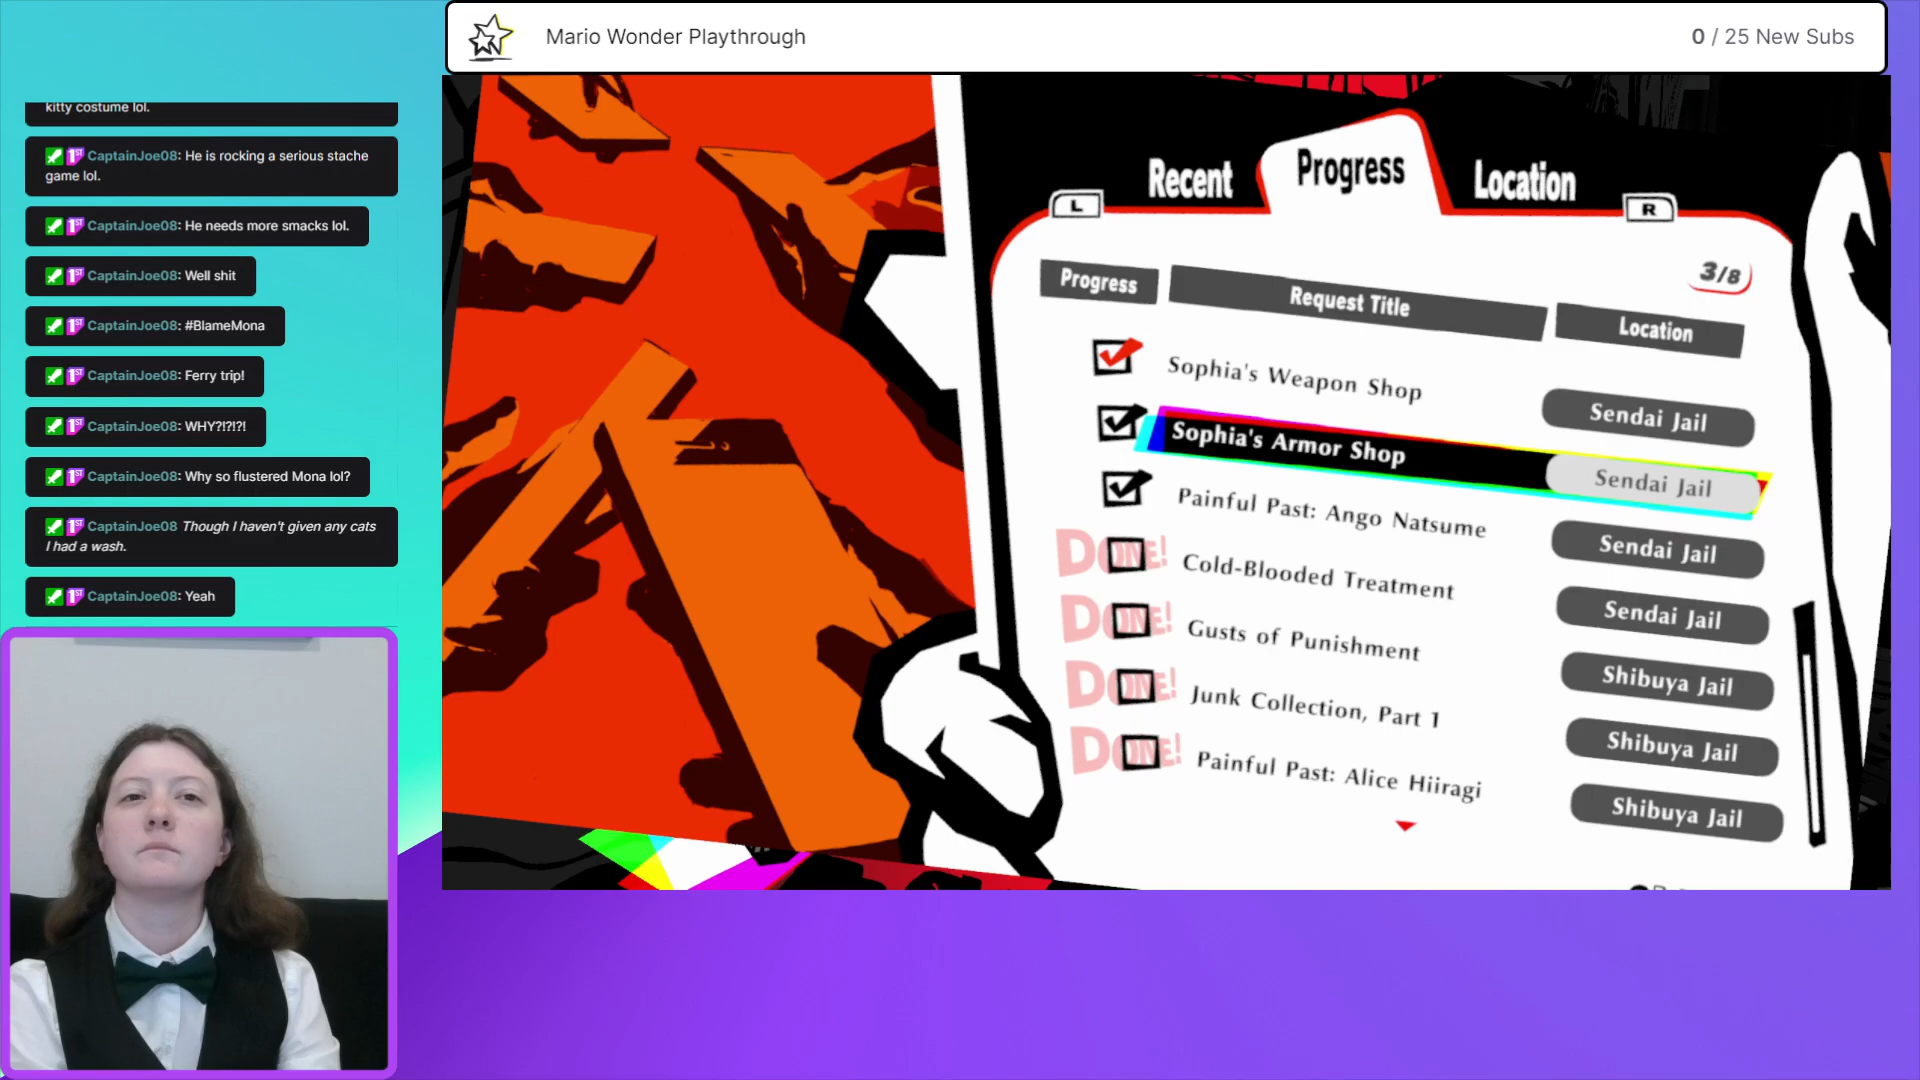 Mario Wonder Playthrough
0 / 25 New Subs
kitty costume lol.
CaptainJoe08: He is rocking a serious stache
game lol.
CaptainJoe08: He needs more smacks lol.
CaptainJoe08: Well shit
CaptainJoe08: #BlameMona
CaptainJoe08: Ferry trip!
CaptainJoe08: WHY?!?!?!
CaptainJoe08: Why so flustered Mona lol?
CaptainJoe08 Though I haven't given any cats
I had a wash.
CaptainJoe08: Yeah
L
Recent
Progress
Location
R
3/8
Progress
Request Title
Location
Sophia's Weapon Shop
Sendai Jail
Sophia's Armor Shop
Sendai Jail
Painful Past: Ango Natsume
Sendai Jail
DONE!
Cold-Blooded Treatment
Sendai Jail
DONE!
Gusts of Punishment
Shibuya Jail
DONE!
Junk Collection, Part 1
Shibuya Jail
DONE!
Painful Past: Alice Hiiragi
Shibuya Jail